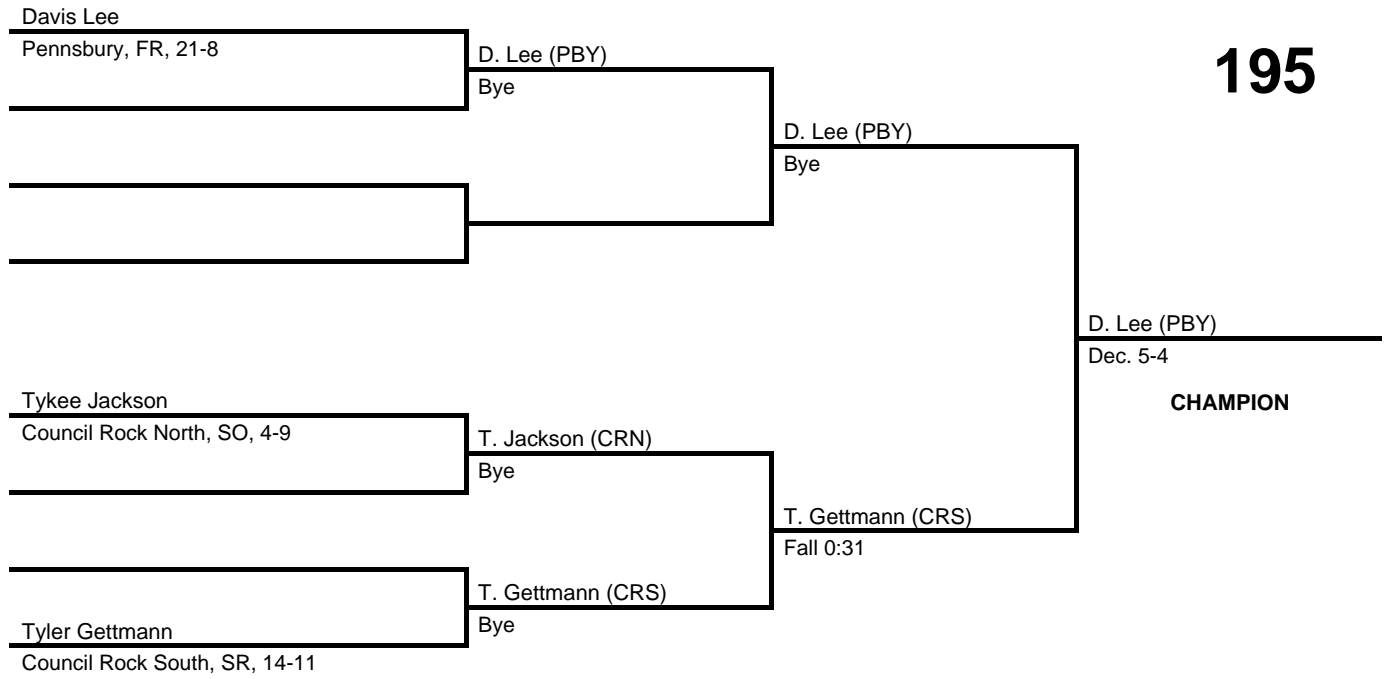 Davis Lee
Pennsbury, FR, 21-8
D. Lee (PBY)
Bye
195
D. Lee (PBY)
Bye
D. Lee (PBY)
Dec. 5-4
CHAMPION
Tykee Jackson
Council Rock North, SO, 4-9
T. Jackson (CRN)
Bye
T. Gettmann (CRS)
Fall 0:31
T. Gettmann (CRS)
Bye
Tyler Gettmann
Council Rock South, SR, 14-11